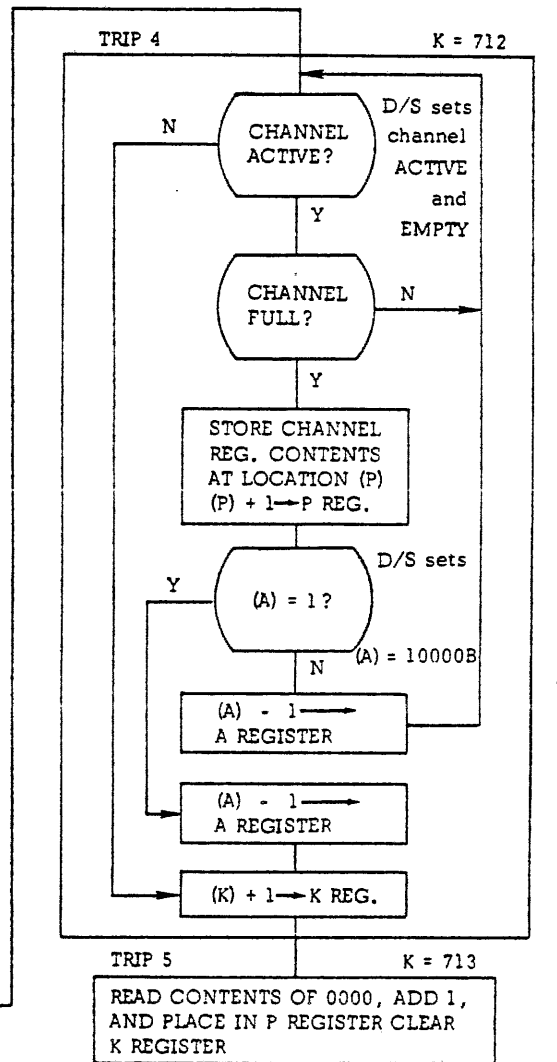 TRIP 4
K = 712
D/S sets
channel
ACTIVE
and
EMPTY
N
CHANNEL
ACTIVE?
Y
CHANNEL
FULL?
N
Y
STORE CHANNEL
REG. CONTENTS
AT LOCATION (P)
(P) + 1→P REG.
D/S sets
Y
(A) = 1?
(A) = 10000B
N
(A) - 1→
A REGISTER
(A) - 1→
A REGISTER
(K) + 1→K REG.
TRIP 5
K = 713
READ CONTENTS OF 0000, ADD 1,
AND PLACE IN P REGISTER CLEAR
K REGISTER